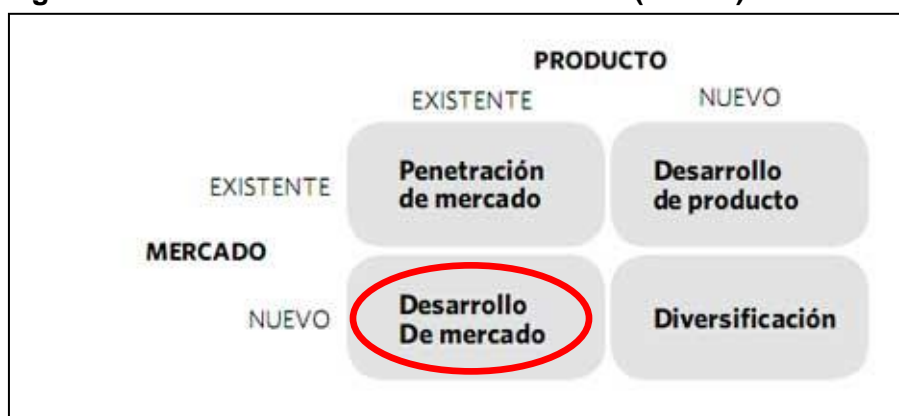 PRODUCTO
EXISTENTE NUEVO
EXISTENTE
Penetración
de mercado
Desarrollo
de producto
MERCADO
NUEVO
Desarrollo
De mercado
Diversificación